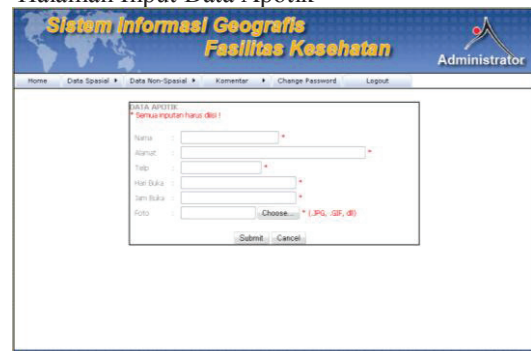 Halaman Input Data Apotik
Sistem Informasi Geografis
Fasilitas Kesehatan
Administrator
Home Data Spasial Data Non-Spasial Komentar Change Password Logout
DATA APOTIK
* Semua inputan harus diisi !
Nama : *
Alamat : *
Telp : *
Hari Buka : *
Jam Buka : *
Foto : Choose... * (.JPG, .GIF, dll)
Submit Cancel